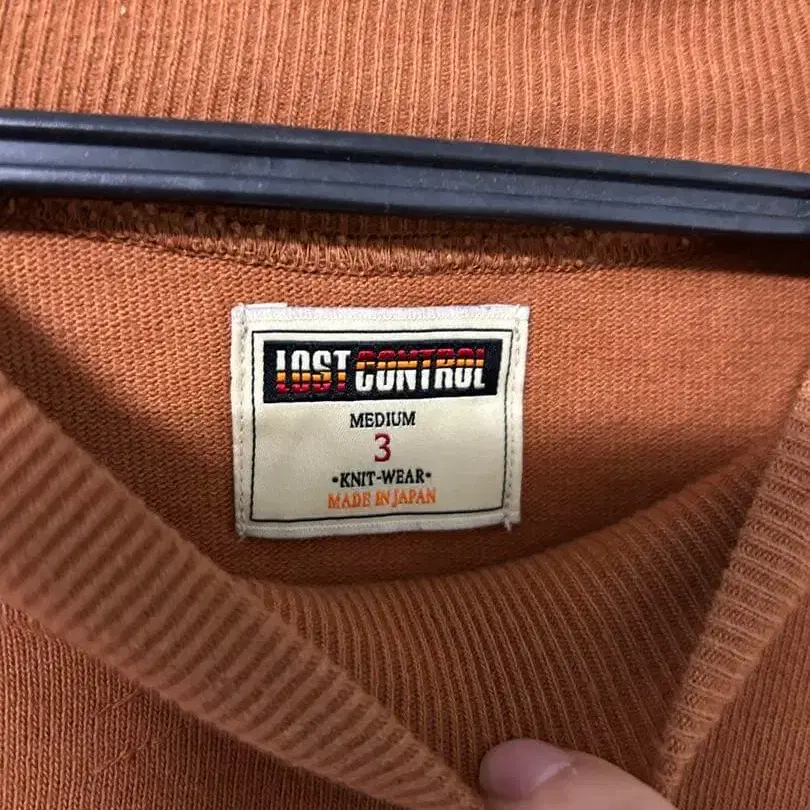 LOST CONTROL
MEDIUM
3
•KNIT-WEAR•
MADE IN JAPAN